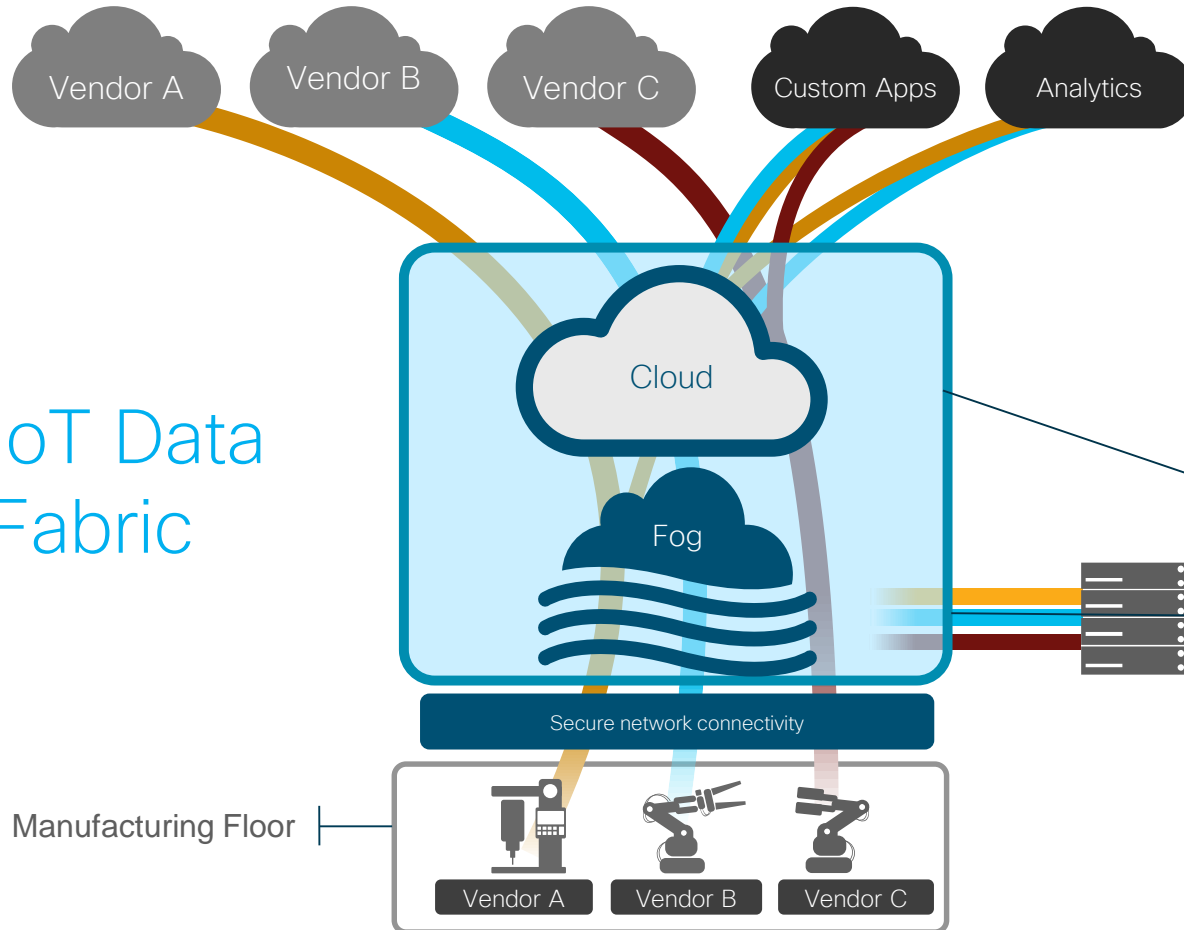 Vendor A
Vendor B
Vendor C
Custom Apps
Analytics
Cloud
oT Data
Fabric
Fog
Secure network connectivity
Manufacturing Floor
Vendor A
Vendor B
Vendor C